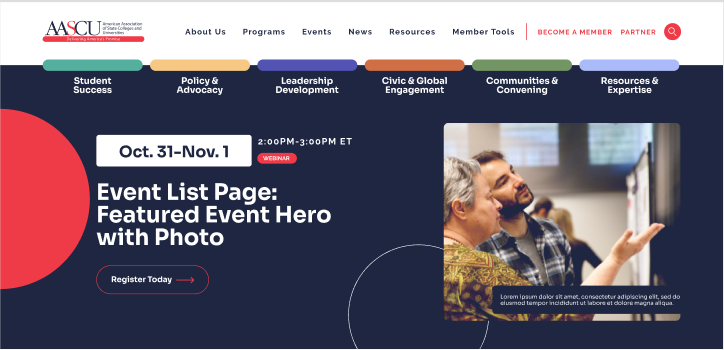 AASCU
American Association
of State Colleges and
Universities
Delivering America's Promise
About Us Programs Events News Resources Member Tools BECOME A MEMBER PARTNER
Student
Success
Policy &
Advocacy
Leadership
Development
Civic & Global
Engagement
Communities &
Convening
Resources &
Expertise
Oct. 31-Nov. 1
2:00PM-3:00PM ET
WEBINAR
Event List Page:
Featured Event Hero
with Photo
Register Today
Lorem ipsum dolor sit amet, consectetur adipiscing elit, sed do
eiusmod tempor incididunt ut labore et dolore magna aliqua.